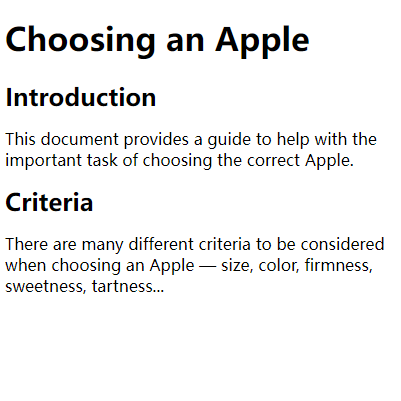 Choosing an Apple
Introduction
This document provides a guide to help with the
important task of choosing the correct Apple.
Criteria
There are many different criteria to be considered
when choosing an Apple — size, color, firmness,
sweetness, tartness...